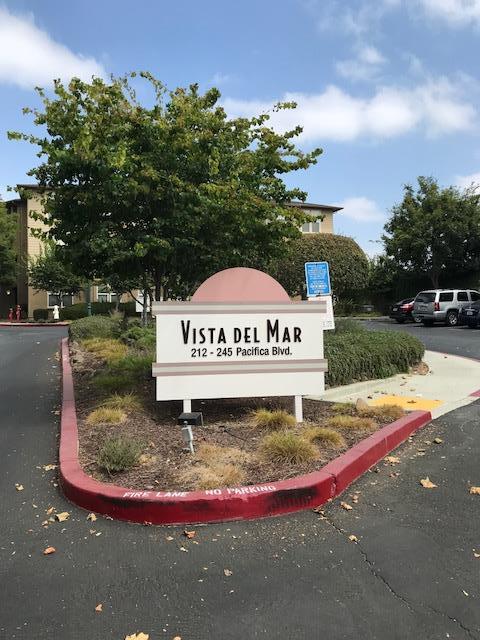 VISTA DEL MAR
212 - 245 Pacifica Blvd.
FIRE LANE NO PARKING